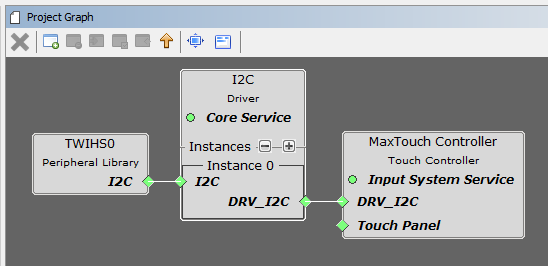 Project Graph
I2C
Driver
Core Service
Instances
Instance 0
I2C
DRV_I2C
TWIHS0
Peripheral Library
I2C
MaxTouch Controller
Touch Controller
Input System Service
DRV_I2C
Touch Panel